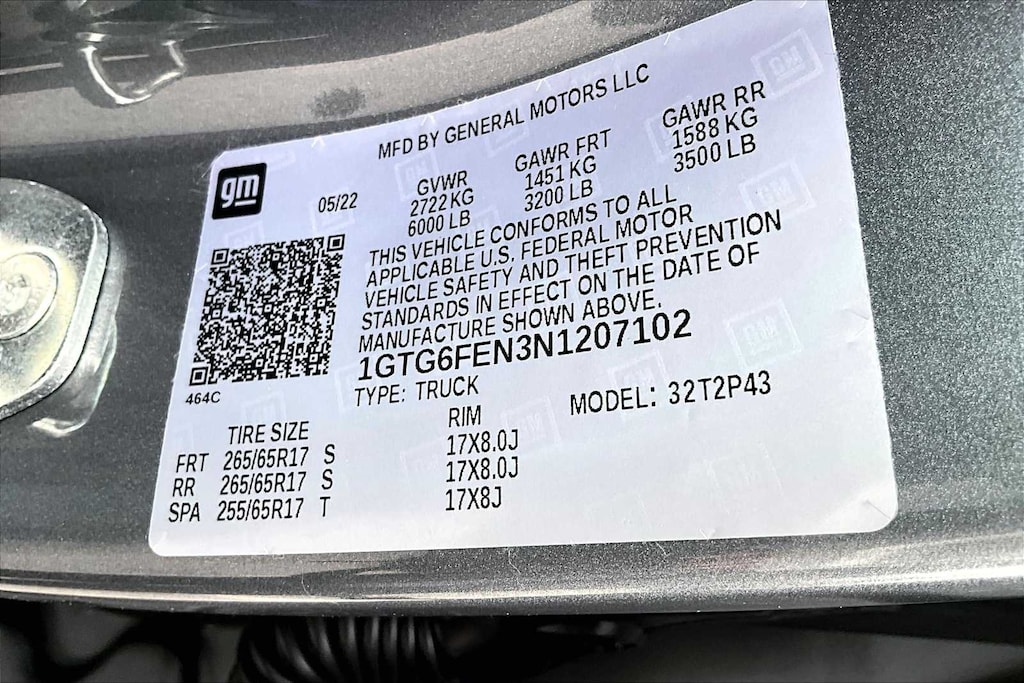 MFD BY GENERAL MOTORS LLC
gm
05/22
GVWR
2722 KG
6000 LB
GAWR FRT
1451 KG
3200 LB
GAWR RR
1588 KG
3500 LB
THIS VEHICLE CONFORMS TO ALL
APPLICABLE U.S. FEDERAL MOTOR
VEHICLE SAFETY AND THEFT PREVENTION
STANDARDS IN EFFECT ON THE DATE OF
MANUFACTURE SHOWN ABOVE.
1GTG6FEN3N1207102
464C
TYPE: TRUCK
MODEL: 32T2P43
TIRE SIZE RIM
FRT 265/65R17 S 17X8.0J
RR 265/65R17 S 17X8.0J
SPA 255/65R17 T 17X8J